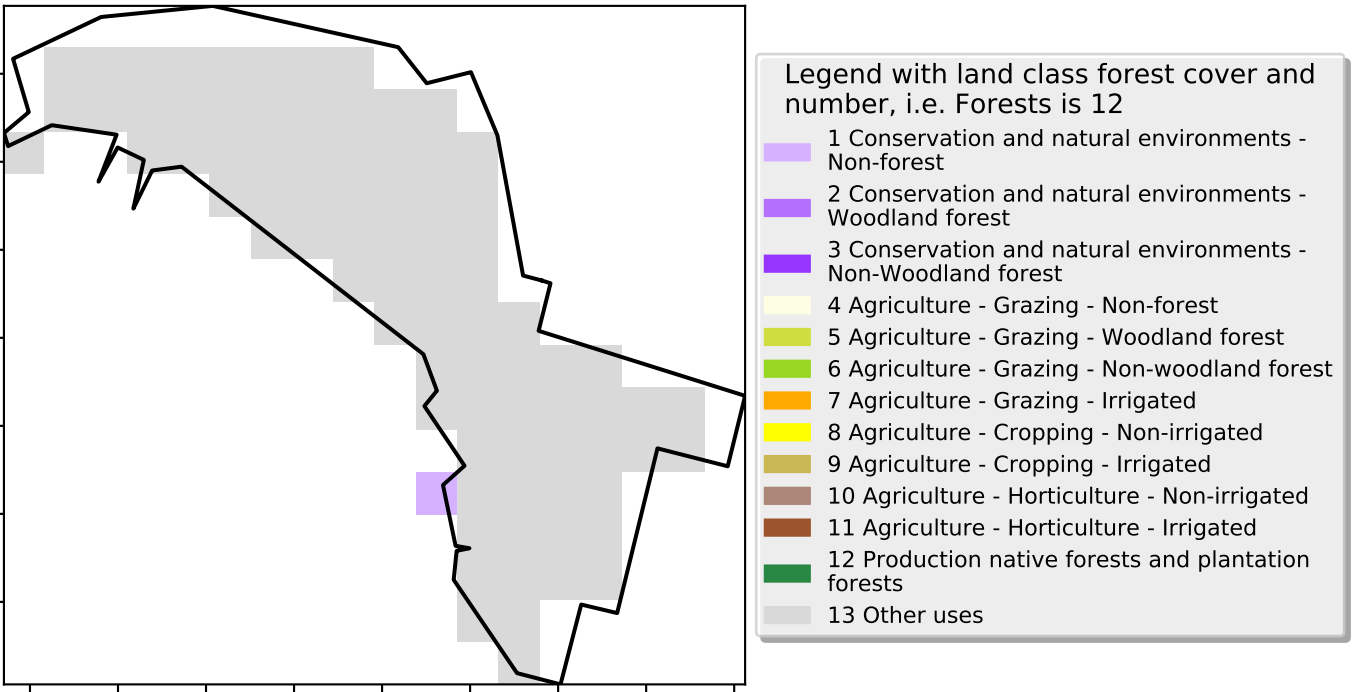 Legend with land class forest cover and
number, i.e. Forests is 12
1 Conservation and natural environments -
Non-forest
2 Conservation and natural environments -
Woodland forest
3 Conservation and natural environments -
Non-Woodland forest
4 Agriculture - Grazing - Non-forest
5 Agriculture - Grazing - Woodland forest
6 Agriculture - Grazing - Non-woodland forest
7 Agriculture - Grazing - Irrigated
8 Agriculture - Cropping - Non-irrigated
9 Agriculture - Cropping - Irrigated
10 Agriculture - Horticulture - Non-irrigated
11 Agriculture - Horticulture - Irrigated
12 Production native forests and plantation
forests
13 Other uses